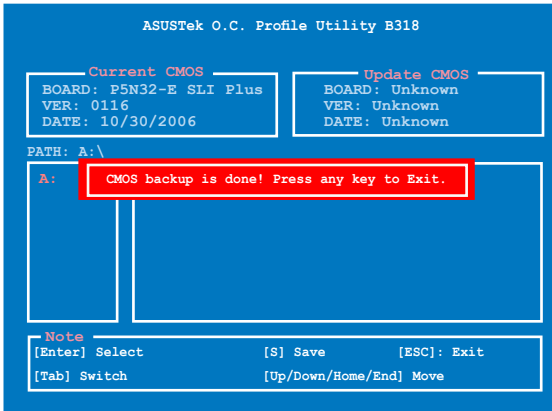 ASUSTek O.C. Profile Utility B318
Current CMOS
BOARD: P5N32-E SLI Plus
VER: 0116
DATE: 10/30/2006
Update CMOS
BOARD: Unknown
VER: Unknown
DATE: Unknown
PATH: A:\
A:
CMOS backup is done! Press any key to Exit.
Note
[Enter] Select [S] Save [ESC]: Exit
[Tab] Switch [Up/Down/Home/End] Move